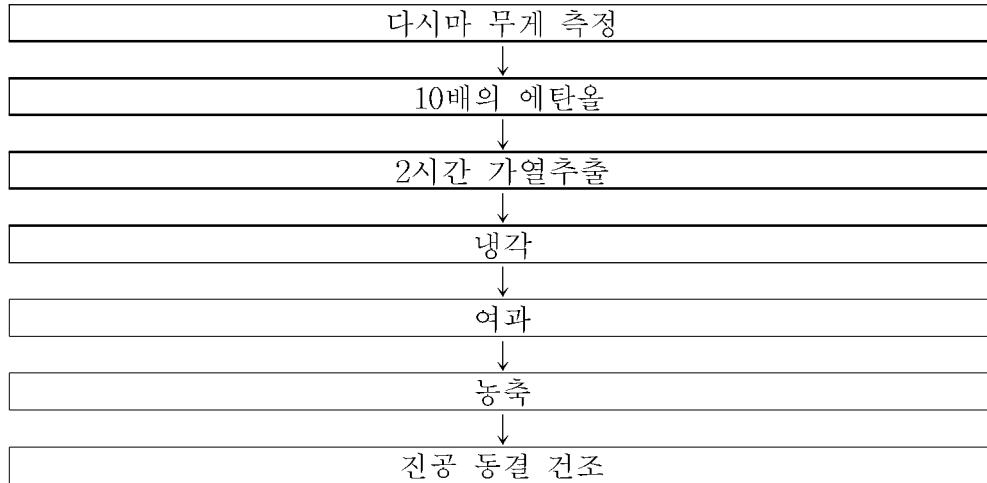 다시마 무게 측정
↓
10배의 에탄올
↓
2시간 가열추출
↓
냉각
↓
여과
↓
농축
↓
진공 동결 건조